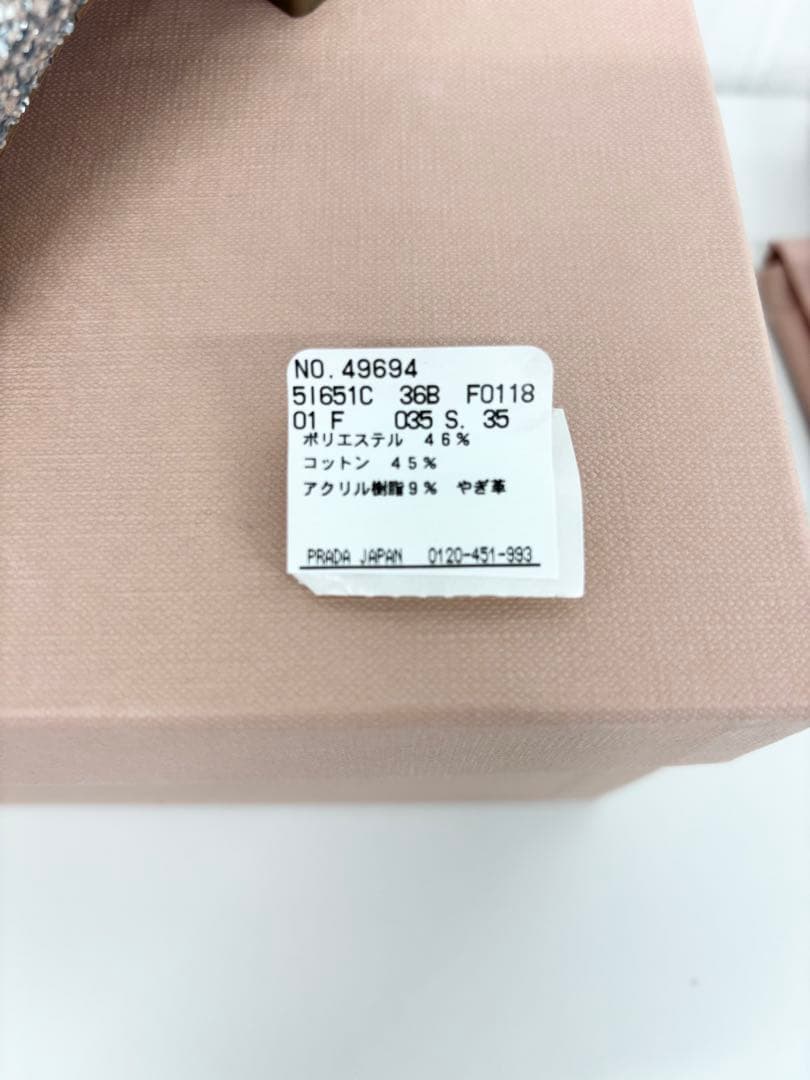 NO.49694
5I651C 36B F0118
01 F 035 S. 35
ポリエステル 46%
コットン 45%
アクリル樹脂9% やぎ革
PRADA JAPAN 0120-451-993